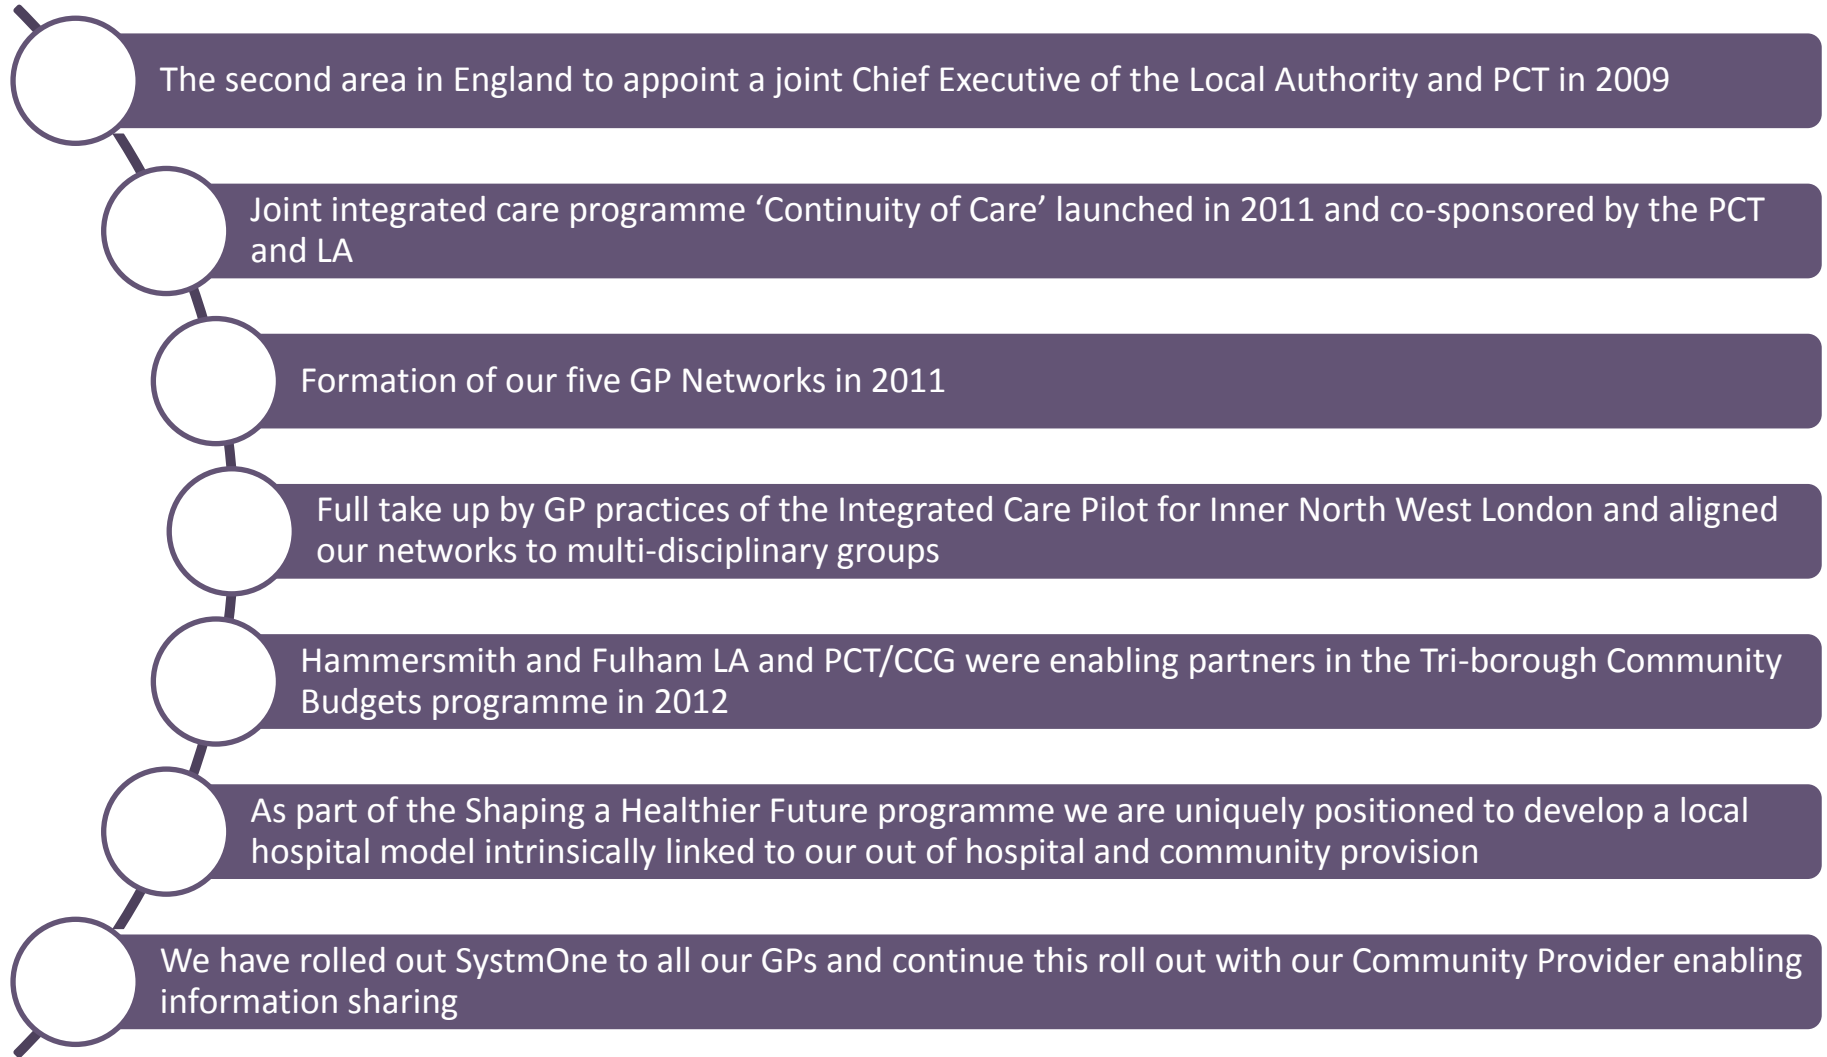 The second area in England to appoint a joint Chief Executive of the Local Authority and PCT in 2009
Joint integrated care programme ‘Continuity of Care’ launched in 2011 and co-sponsored by the PCT
and LA
Formation of our five GP Networks in 2011
Full take up by GP practices of the Integrated Care Pilot for Inner North West London and aligned
our networks to multi-disciplinary groups
Hammersmith and Fulham LA and PCT/CCG were enabling partners in the Tri-borough Community
Budgets programme in 2012
As part of the Shaping a Healthier Future programme we are uniquely positioned to develop a local
hospital model intrinsically linked to our out of hospital and community provision
We have rolled out SystmOne to all our GPs and continue this roll out with our Community Provider enabling
information sharing